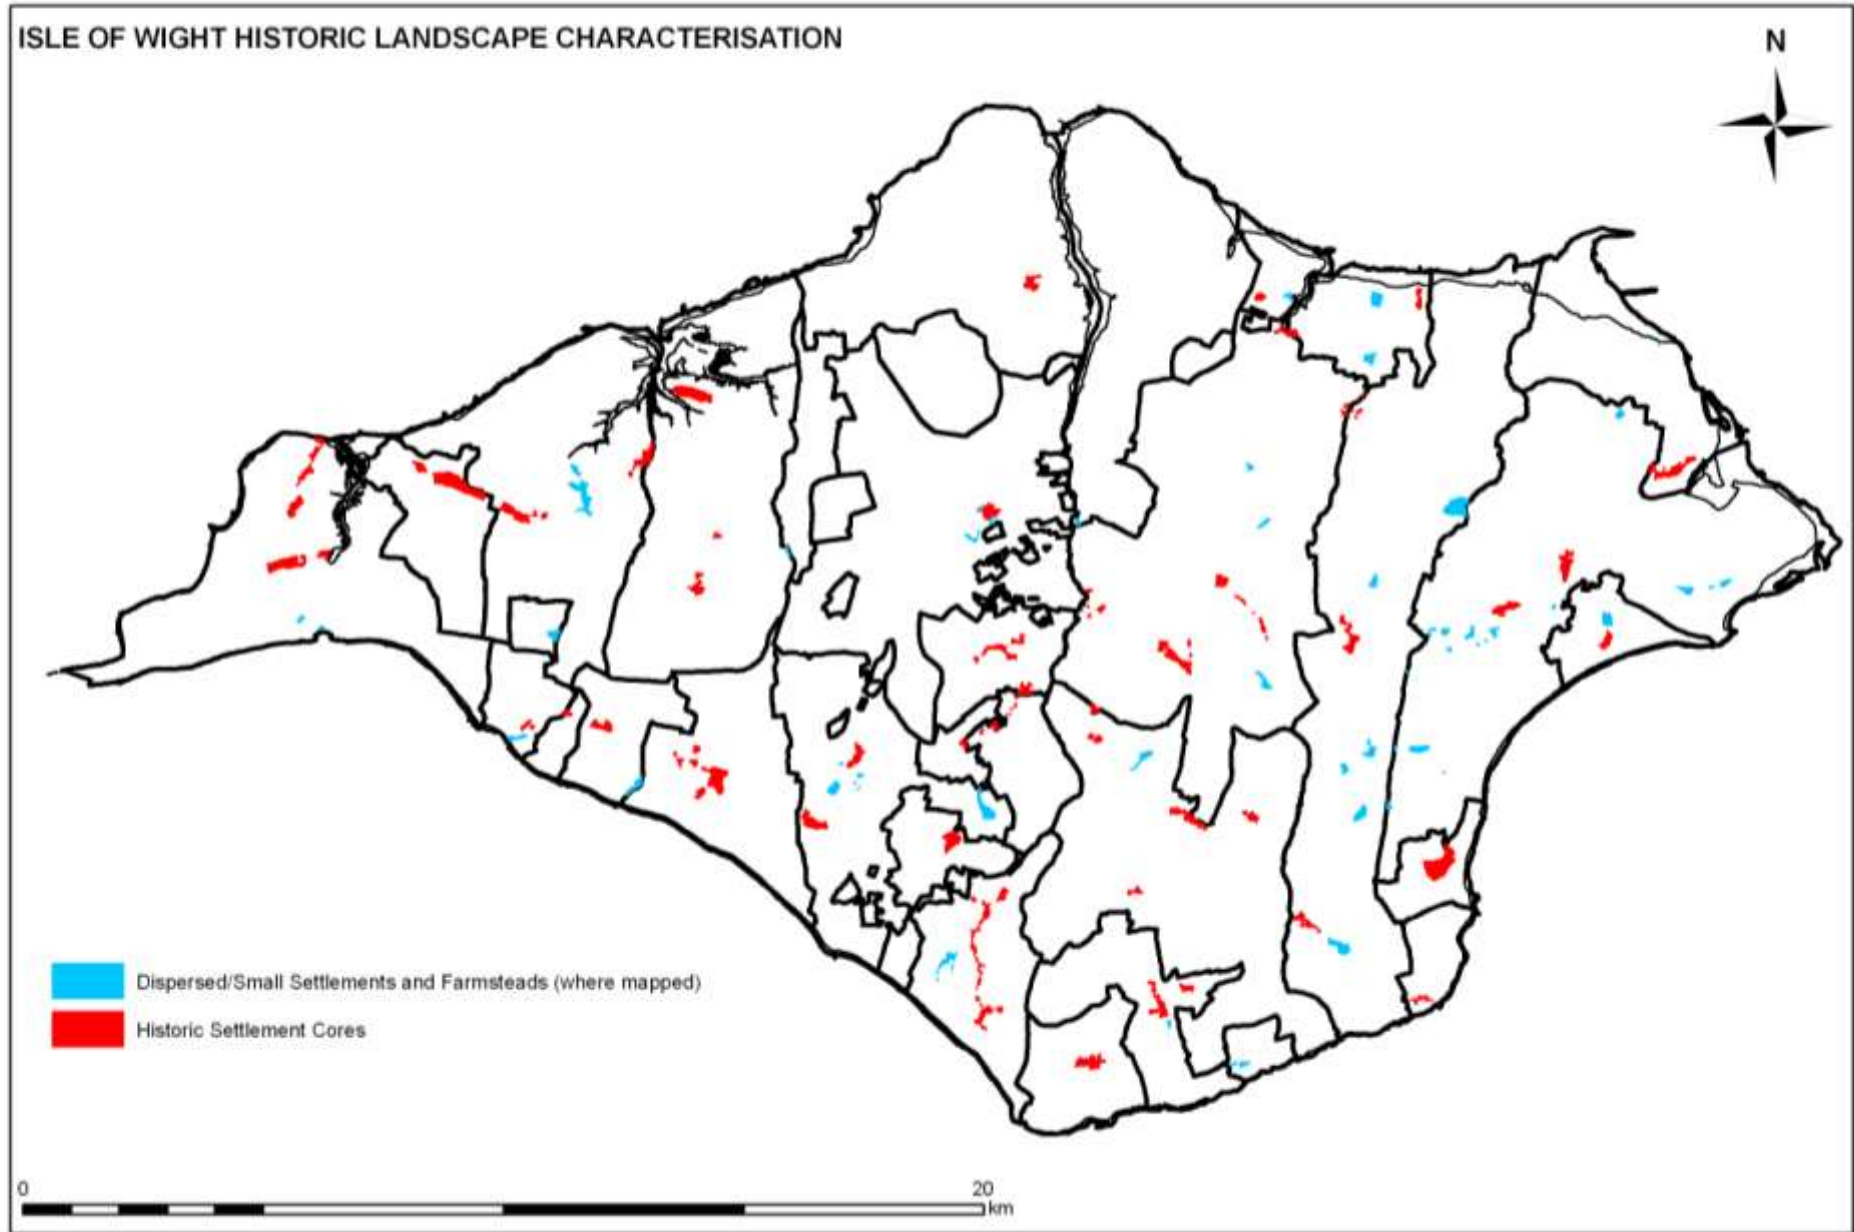 ISLE OF WIGHT HISTORIC LANDSCAPE CHARACTERISATION
N
Dispersed/Small Settlements and Farmsteads (where mapped)
Historic Settlement Cores
0 20
km